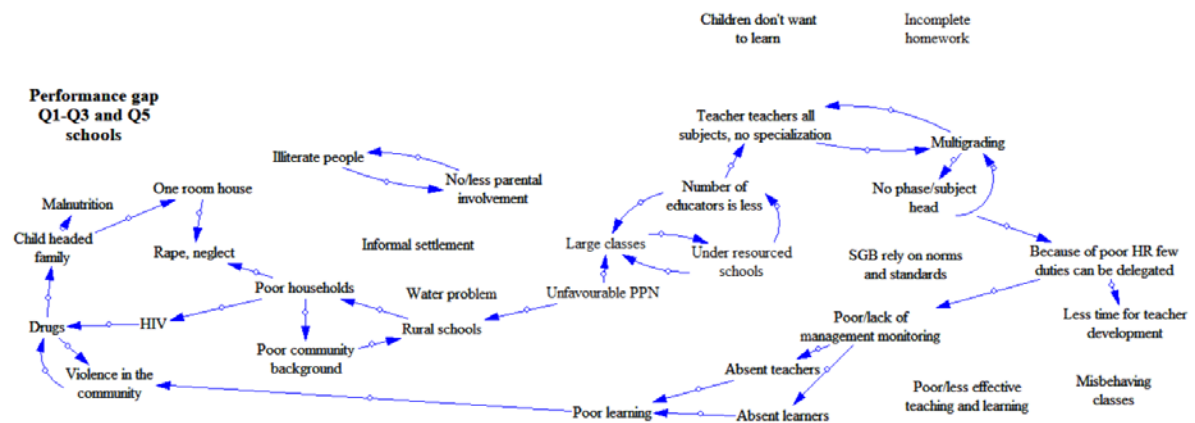 Children don't want
to learn
Incomplete
homework
Performance gap
Q1-Q3 and Q5
schools
Teacher teachers all
subjects, no specialization
Multigrading
Illiterate people
No/less parental
involvement
One room house
Malnutrition
Number of
educators is less
No phase/subject
head
Child headed
family
Rape, neglect
Informal settlement
Large classes
Under resourced
schools
SGB rely on norms
and standards
Because of poor HR few
duties can be delegated
Poor households
Water problem
Unfavourable PPN
Drugs
HIV
Rural schools
Poor/lack of
management monitoring
Less time for teacher
development
Poor community
background
Violence in the
community
Absent teachers
Poor learning
Absent learners
Poor/less effective
teaching and learning
Misbehaving
classes